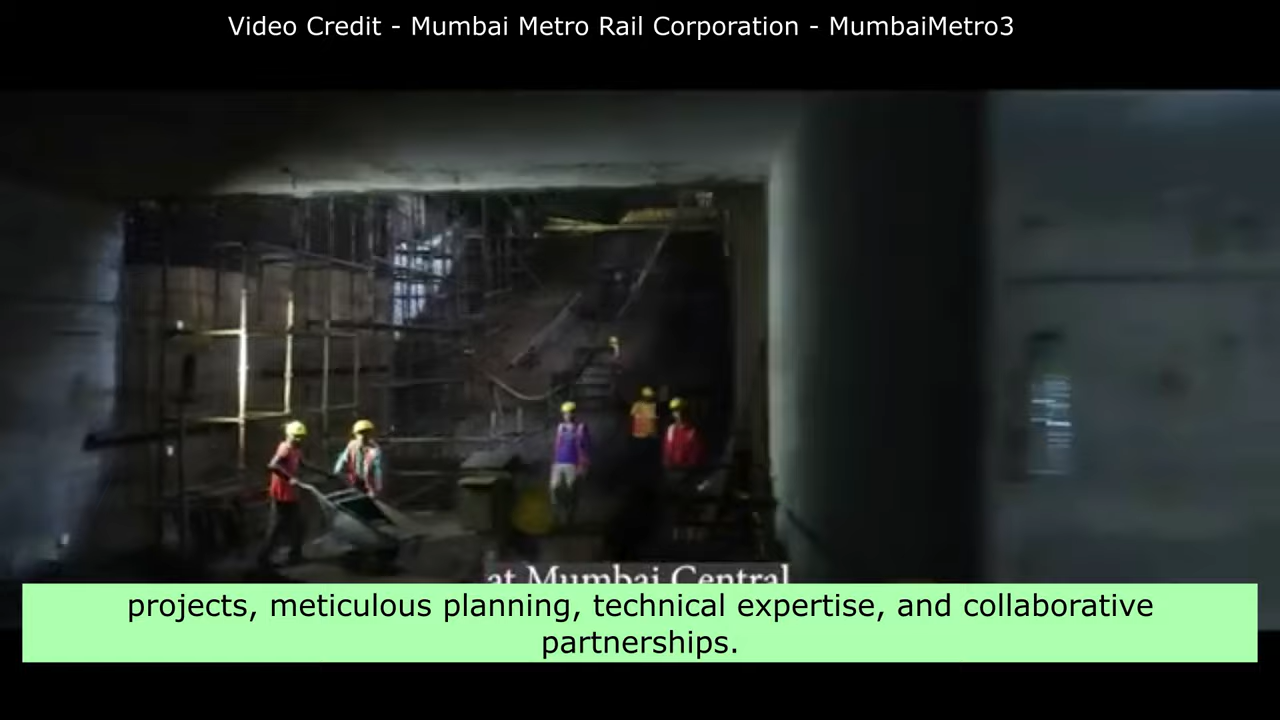 Video Credit - Mumbai Metro Rail Corporation - MumbaiMetro3
at Mumbai Central
projects, meticulous planning, technical expertise, and collaborative
partnerships.